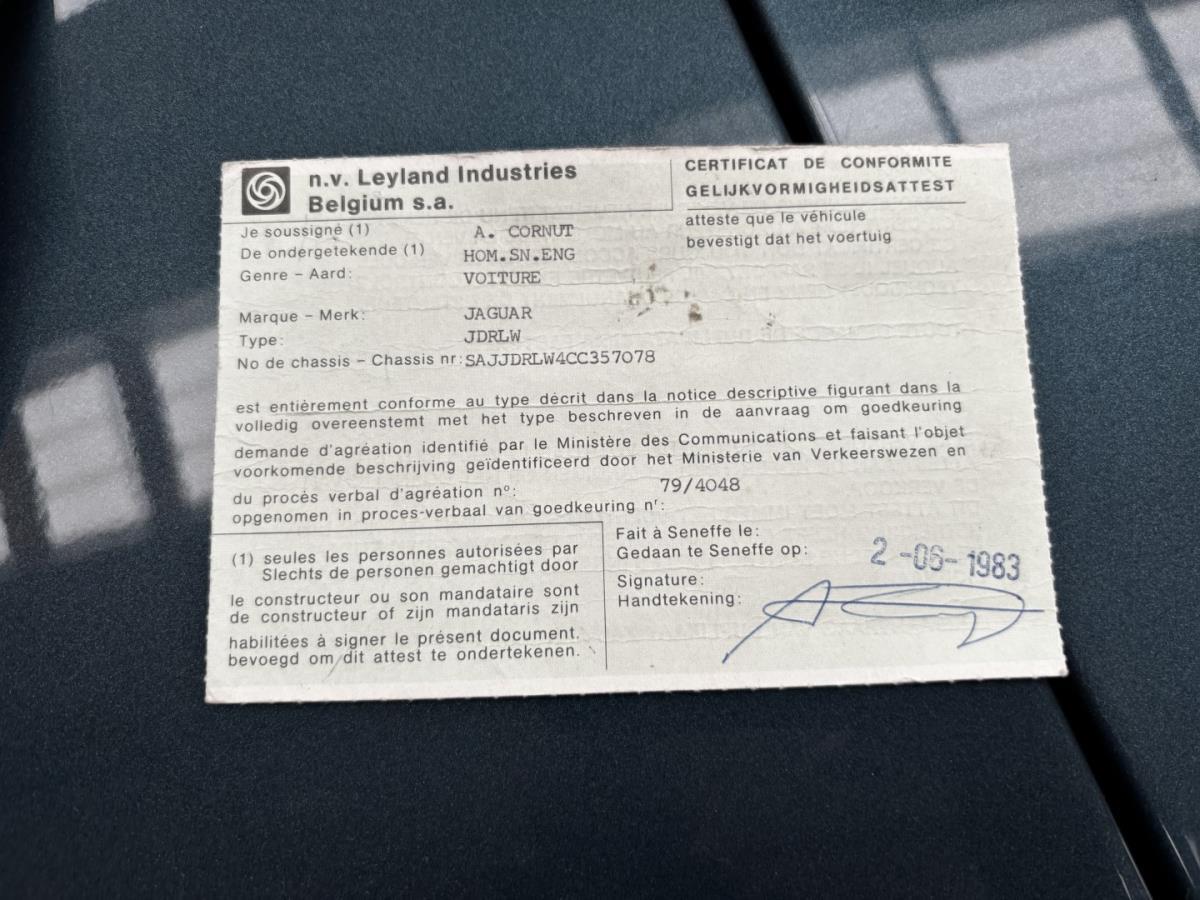 n.v. Leyland Industries
Belgium s.a.
CERTIFICAT DE CONFORMITE
GELIJKVORMIGHEIDSATTEST
atteste que le véhicule
bevestigt dat het voertuig
Je soussigné (1) A. CORNUT
De ondergetekende (1) HOM.SN.ENG
Genre – Aard: VOITURE
Marque – Merk: JAGUAR
Type: JDRLW
No de chassis – Chassis nr: SAJJDRLW4CC357078
est entièrement conforme au type décrit dans la notice descriptive figurant dans la
volledig overeenstemt met het type beschreven in de aanvraag om goedkeuring
demande d'agréation identifié par le Ministère des Communications et faisant l'objet
voorkomende beschrijving geïdentificeerd door het Ministerie van Verkeerswezen en
du procès verbal d'agréation nº: 79/4048
opgenomen in proces-verbaal van goedkeuring nr:
(1) seules les personnes autorisées par
Slechts de personen gemachtigt door
le constructeur ou son mandataire sont
de constructeur of zijn mandataris zijn
habilitées à signer le présent document.
bevoegd om dit attest te ondertekenen.
Fait à Seneffe le:
Gedaan te Seneffe op: 2-06-1983
Signature:
Handtekening: